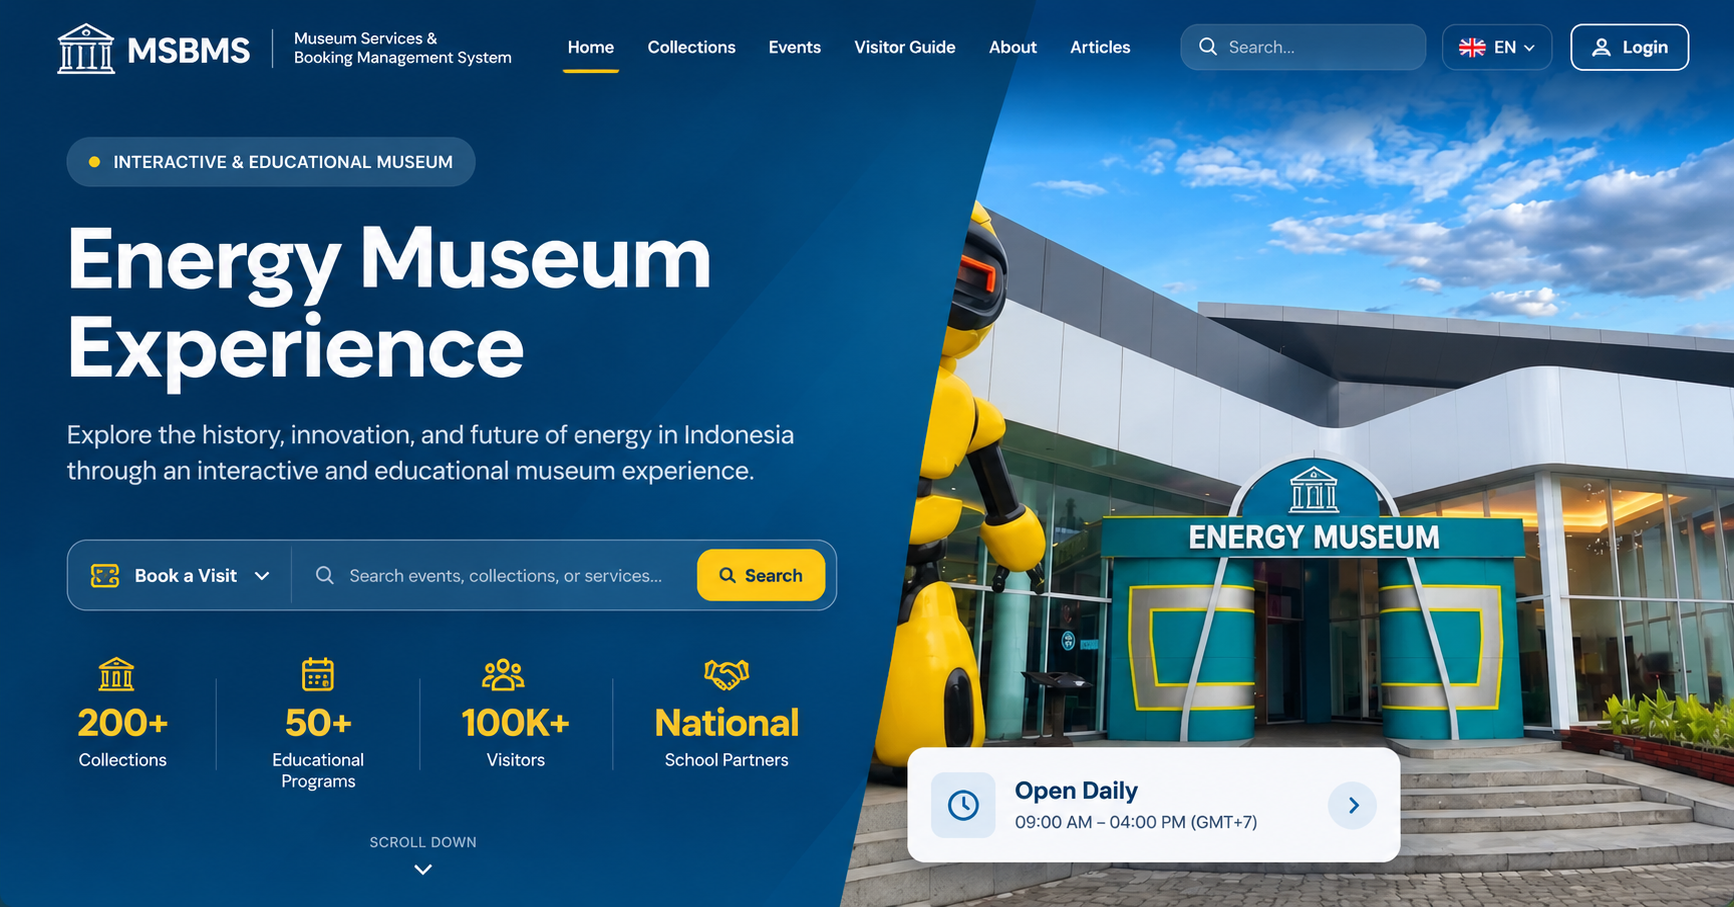 MSBMS
Museum Services &
Booking Management System
Home
Collections
Events
Visitor Guide
About
Articles
Search...
EN
Login
INTERACTIVE & EDUCATIONAL MUSEUM
Energy Museum
Experience
Explore the history, innovation, and future of energy in Indonesia
through an interactive and educational museum experience.
Book a Visit
Search events, collections, or services...
Search
200+
Collections
50+
Educational
Programs
100K+
Visitors
National
School Partners
SCROLL DOWN
ENERGY MUSEUM
Open Daily
09:00 AM – 04:00 PM (GMT+7)